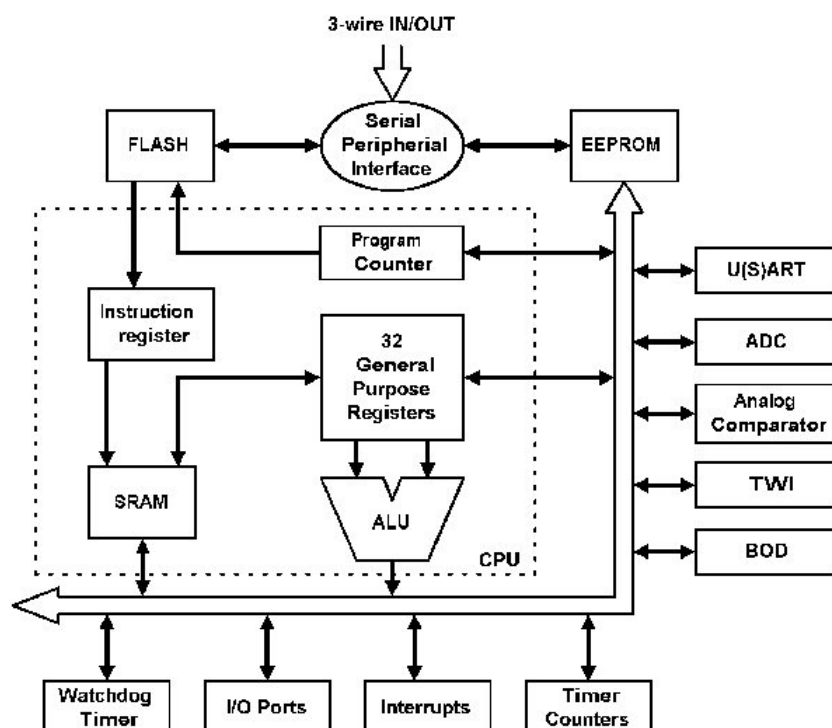 3-wire IN/OUT
FLASH
Serial
Peripherial
Interface
EEPROM
Program
Counter
U(S)ART
Instruction
register
32
General
Purpose
Registers
ADC
Analog
Comparator
SRAM
ALU
TWI
CPU
BOD
Watchdog
Timer
I/O Ports
Interrupts
Timer
Counters